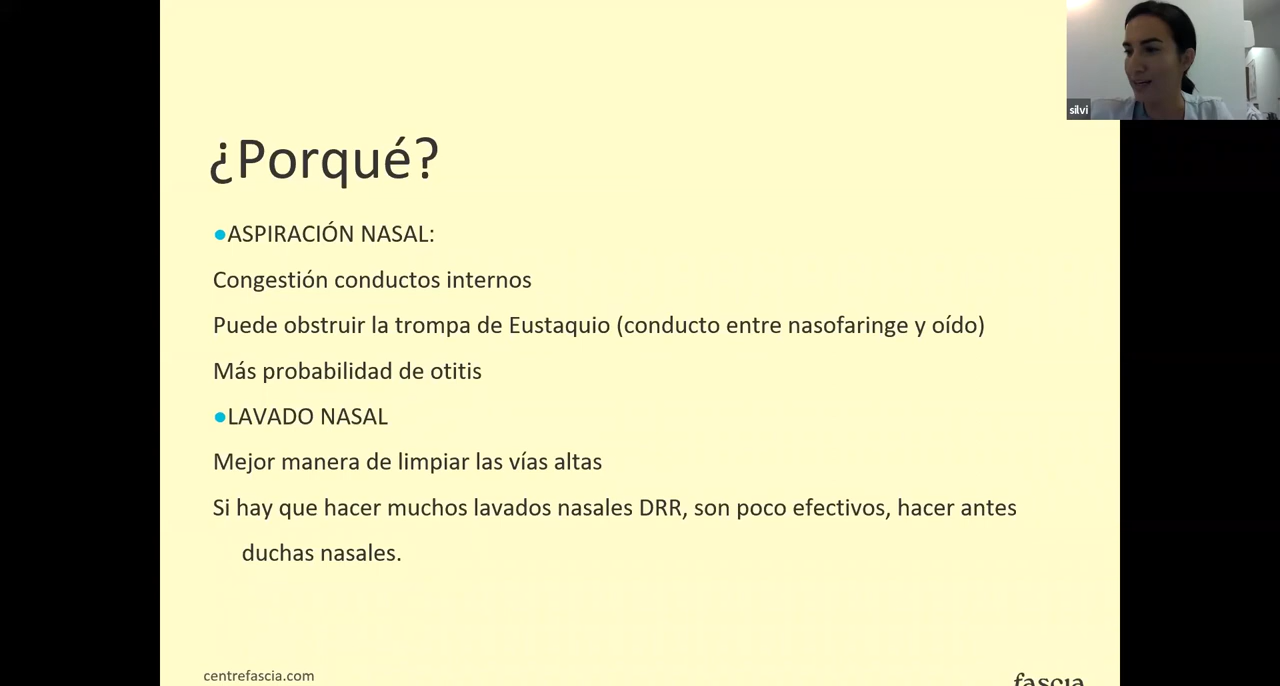 silvi
¿Porqué?
●ASPIRACIÓN NASAL:
Congestión conductos internos
Puede obstruir la trompa de Eustaquio (conducto entre nasofaringe y oído)
Más probabilidad de otitis
●LAVADO NASAL
Mejor manera de limpiar las vías altas
Si hay que hacer muchos lavados nasales DRR, son poco efectivos, hacer antes
duchas nasales.
centrefascia.com
fascia